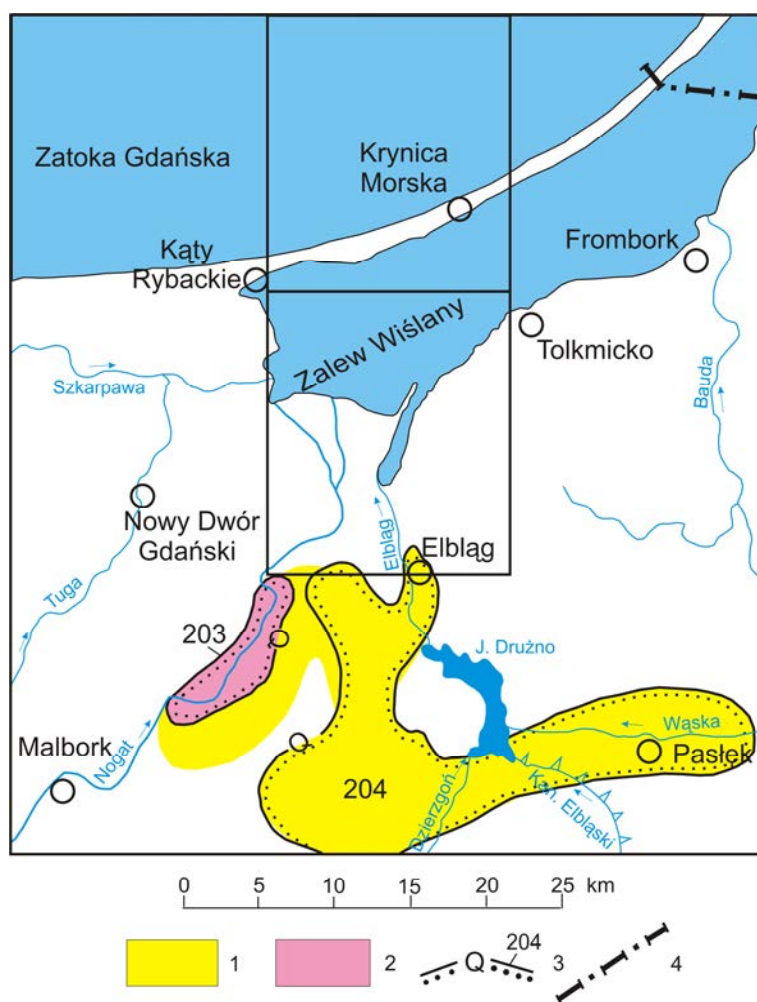 Zatoka Gdańska
Krynica
Morska
Kąty
Rybackie
Frombork
Zalew Wiślany
Tolkmicko
Szkarpawa
Bauda
Nowy Dwór
Gdański
Elbląg
Elbląg
Tuga
203
Q
J. Drużno
Malbork
Nogat
Q
Wąska
Pasłęk
204
Dzierzgoń
Kan. Elbląski
0 5 10 15 20 25 km
1 2 Q 204 3 4